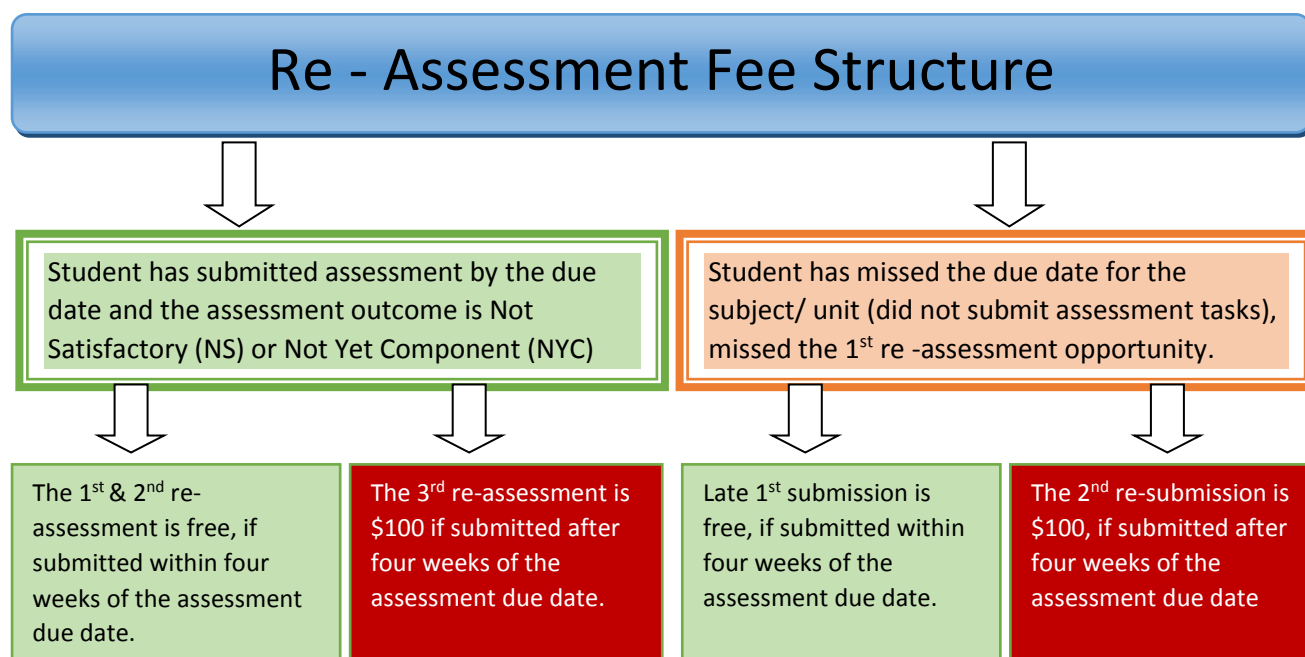 Re - Assessment Fee Structure
Student has submitted assessment by the due
date and the assessment outcome is Not
Satisfactory (NS) or Not Yet Component (NYC)
Student has missed the due date for the
subject/ unit (did not submit assessment tasks),
missed the 1st re -assessment opportunity.
The 1st & 2nd re-
assessment is free, if
submitted within four
weeks of the assessment
due date.
The 3rd re-assessment is
$100 if submitted after
four weeks of the
assessment due date.
Late 1st submission is
free, if submitted within
four weeks of the
assessment due date.
The 2nd re-submission is
$100, if submitted after
four weeks of the
assessment due date